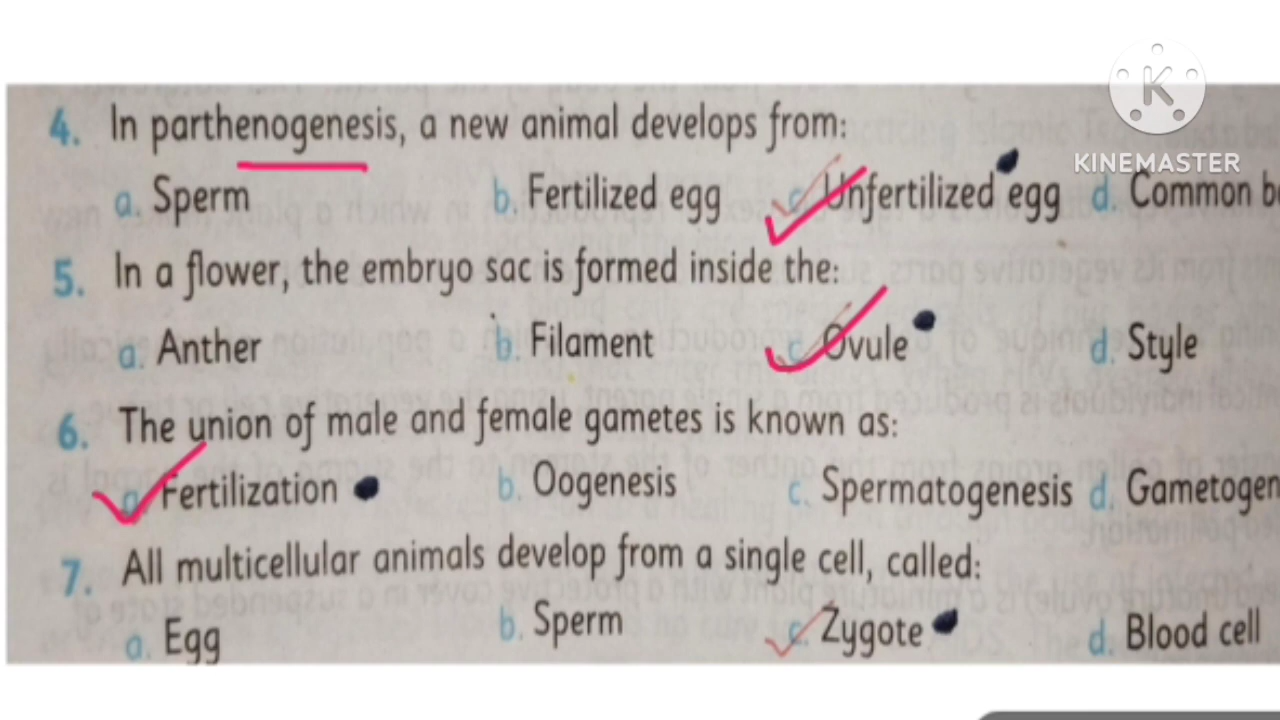 K
KINEMASTER
4. In parthenogenesis, a new animal develops from:
a. Sperm b. Fertilized egg c. Unfertilized egg d. Common
5. In a flower, the embryo sac is formed inside the:
a. Anther b. Filament c. Ovule d. Style
6. The union of male and female gametes is known as:
a. Fertilization b. Oogenesis c. Spermatogenesis d. Gametogen
7. All multicellular animals develop from a single cell, called:
a. Egg b. Sperm c. Zygote d. Blood cell